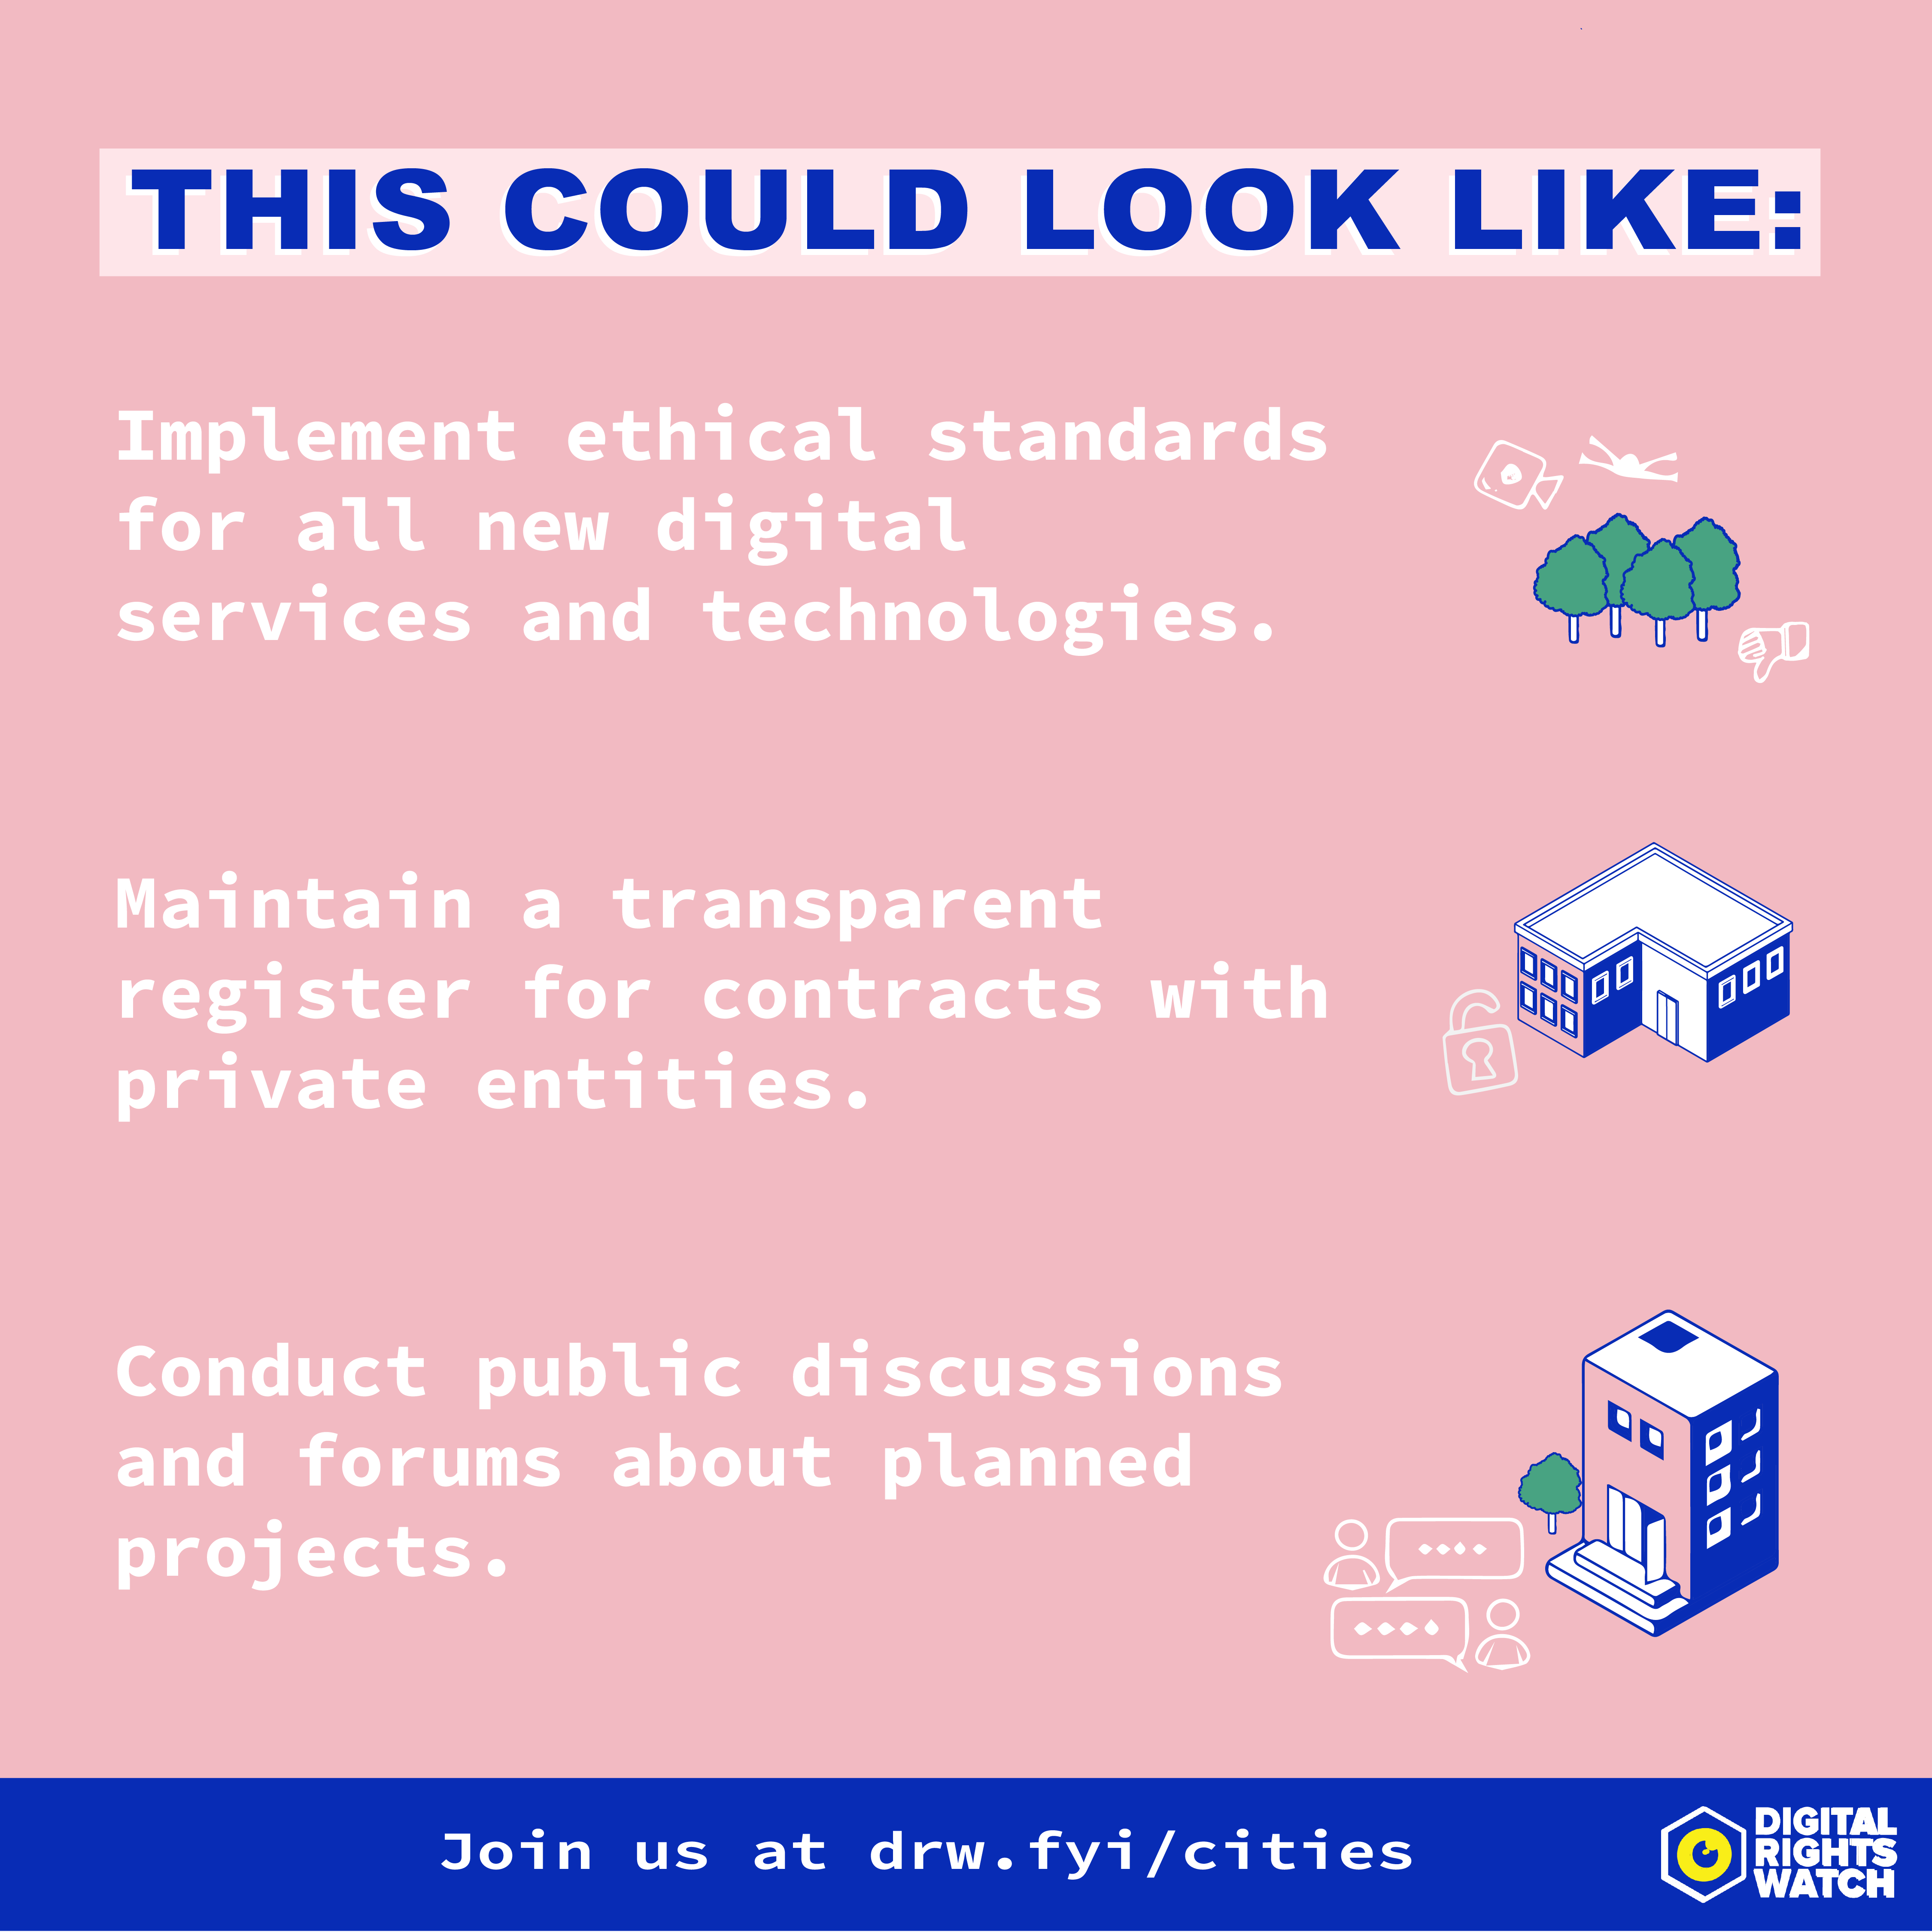 THIS COULD LOOK LIKE:
Implement ethical standards
for all new digital
services and technologies.
Maintain a transparent
register for contracts with
private entities.
Conduct public discussions
and forums about planned
projects.
Join us at drw.fyi/cities
DIGITAL
RIGHTS
WATCH